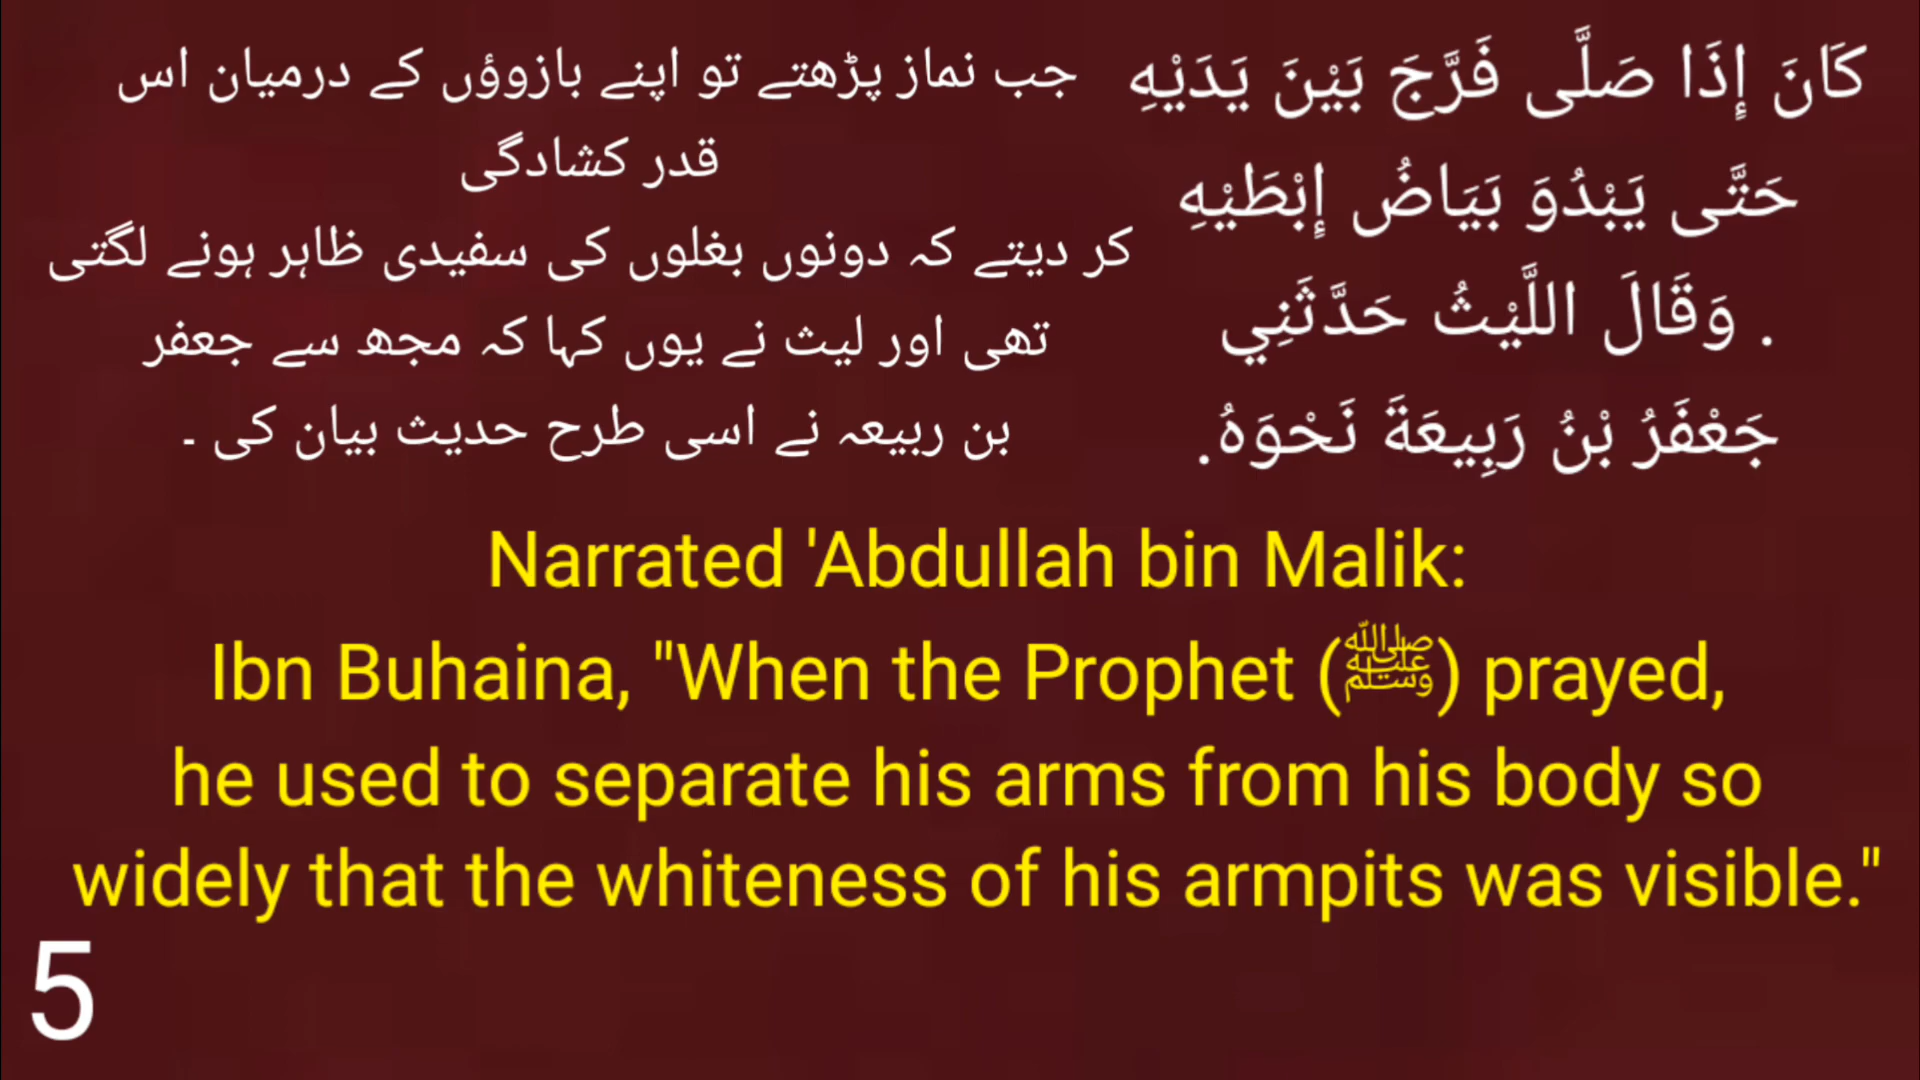 كَانَ إِذَا صَلَّى فَرَّجَ بَيْنَ يَدَيْهِ
حَتَّى يَبْدُوَ بَيَاضُ إِبْطَيْهِ
. وَقَالَ اللَّيْثُ حَدَّثَنِي
جَعْفَرُ بْنُ رَبِيعَةَ نَحْوَهُ.
جب نماز پڑھتے تو اپنے بازوؤں کے درمیان اس
قدر کشادگی
کر دیتے کہ دونوں بغلوں کی سفیدی ظاہر ہونے لگتی
تھی اور لیث نے یوں کہا کہ مجھ سے جعفر
بن ربیعہ نے اسی طرح حدیث بیان کی ۔
Narrated 'Abdullah bin Malik:
Ibn Buhaina, "When the Prophet (ﷺ) prayed,
he used to separate his arms from his body so
widely that the whiteness of his armpits was visible."
5